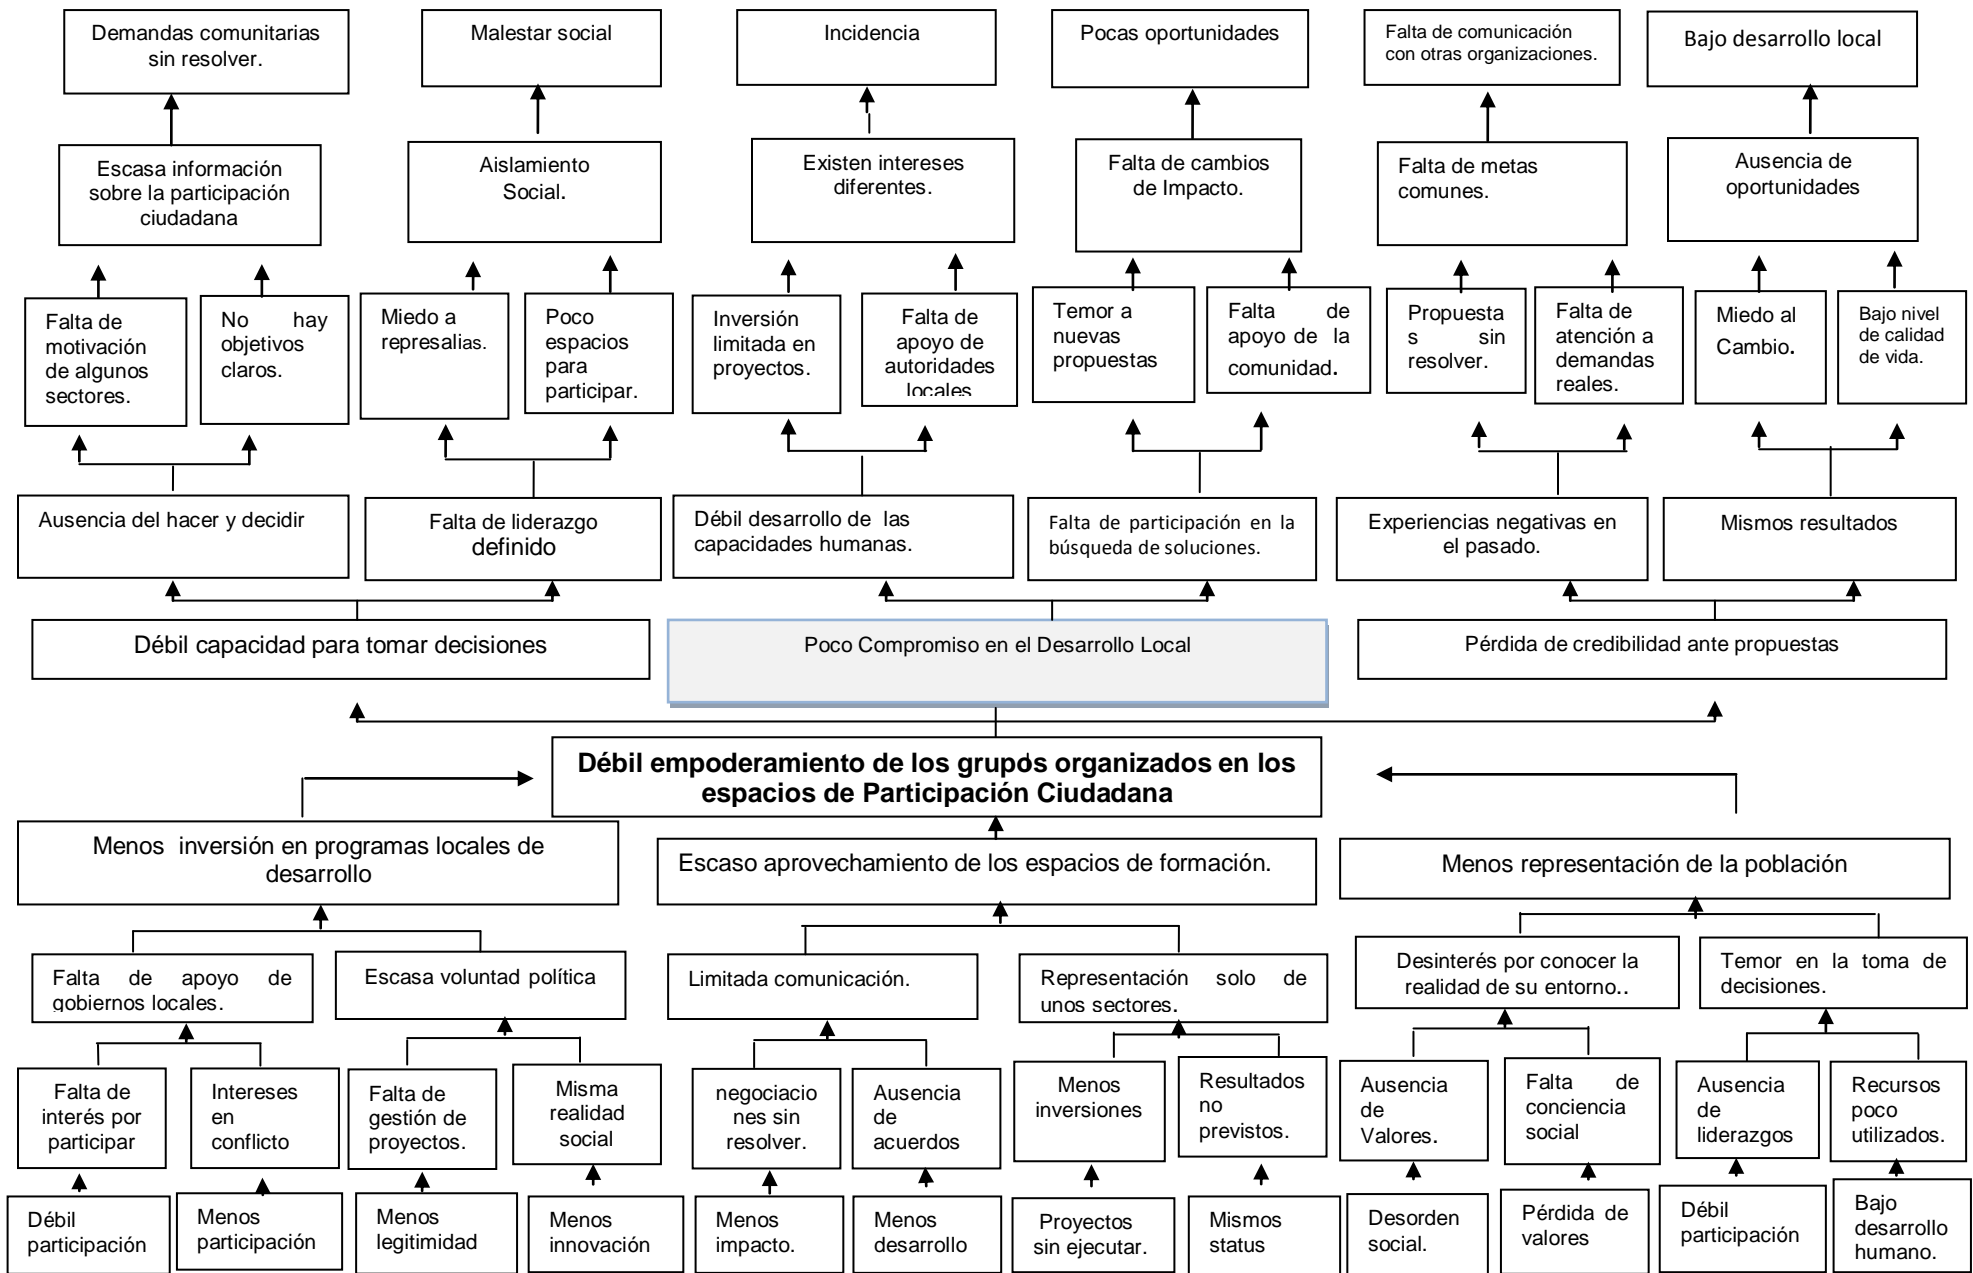 Demandas comunitarias
sin resolver.
Malestar social
Incidencia
Pocas oportunidades
Falta de comunicación
con otras organizaciones.
Bajo desarrollo local
Escasa información
sobre la participación
ciudadana
Aislamiento
Social.
Existen intereses
diferentes.
Falta de cambios
de Impacto.
Falta de metas
comunes.
Ausencia de
oportunidades
Falta de
motivación
de algunos
sectores.
No hay
objetivos
claros.
Miedo a
represalias.
Poco
espacios
para
participar.
Inversión
limitada en
proyectos.
Falta de
apoyo de
autoridades
locales
Temor a
nuevas
propuestas
Falta de
apoyo de la
comunidad.
Propuesta
s sin
resolver.
Falta de
atención a
demandas
reales.
Miedo al
Cambio.
Bajo nivel
de calidad
de vida.
Ausencia del hacer y decidir
Falta de liderazgo
definido
Débil desarrollo de las
capacidades humanas.
Falta de participación en la
búsqueda de soluciones.
Experiencias negativas en
el pasado.
Mismos resultados
Débil capacidad para tomar decisiones
Poco Compromiso en el Desarrollo Local
Pérdida de credibilidad ante propuestas
Débil empoderamiento de los grupos organizados en los
espacios de Participación Ciudadana
Menos inversión en programas locales de
desarrollo
Escaso aprovechamiento de los espacios de formación.
Menos representación de la población
Falta de apoyo de
gobiernos locales.
Escasa voluntad política
Limitada comunicación.
Representación solo de
unos sectores.
Desinterés por conocer la
realidad de su entorno..
Temor en la toma de
decisiones.
Falta de
interés por
participar
Intereses
en
conflicto
Falta de
gestión de
proyectos.
Misma
realidad
social
negociacio
nes sin
resolver.
Ausencia
de
acuerdos
Menos
inversiones
Resultados
no
previstos.
Ausencia
de
Valores.
Falta de
conciencia
social
Ausencia
de
liderazgos
Recursos
poco
utilizados.
Débil
participación
Menos
participación
Menos
legitimidad
Menos
innovación
Menos
impacto.
Menos
desarrollo
Proyectos
sin ejecutar.
Mismos
status
Desorden
social.
Pérdida de
valores
Débil
participación
Bajo
desarrollo
humano.